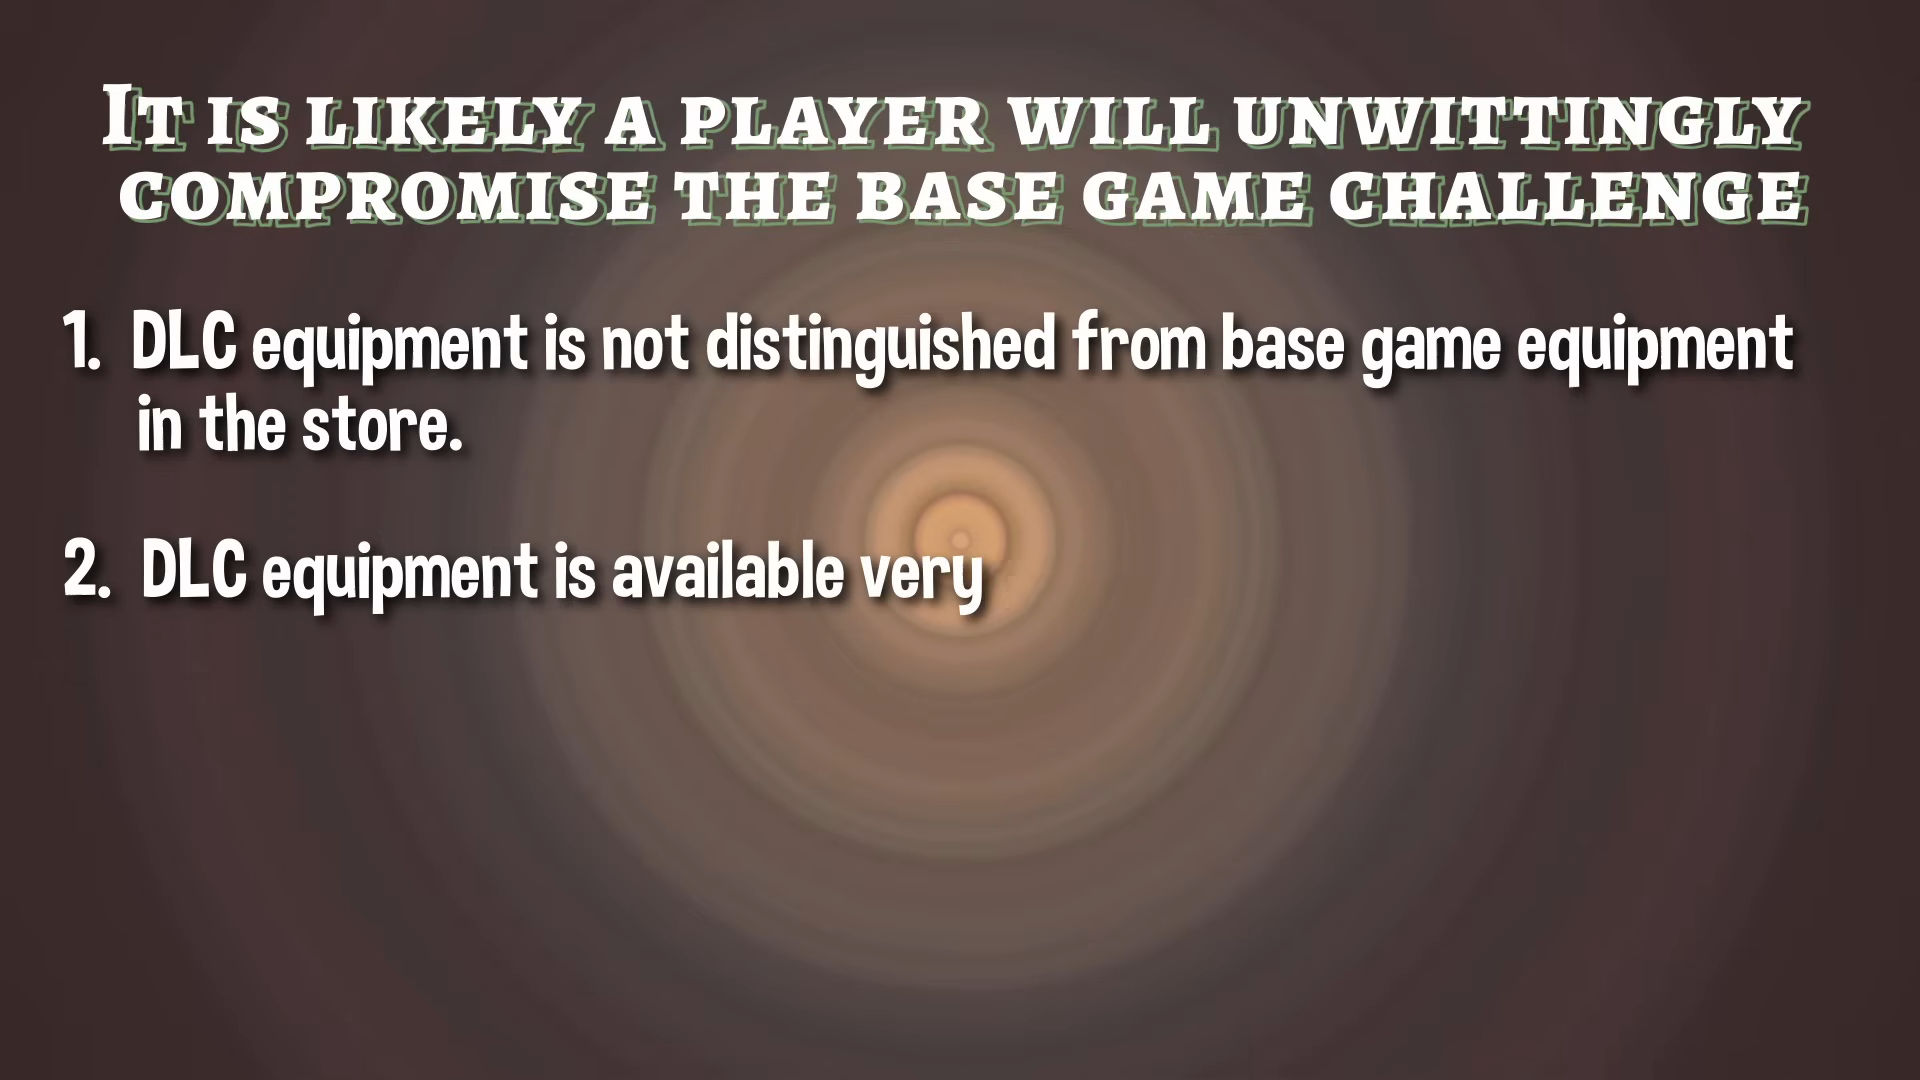 It is likely a player will unwittingly
compromise the base game challenge
1. DLC equipment is not distinguished from base game equipment
in the store.
2. DLC equipment is available very